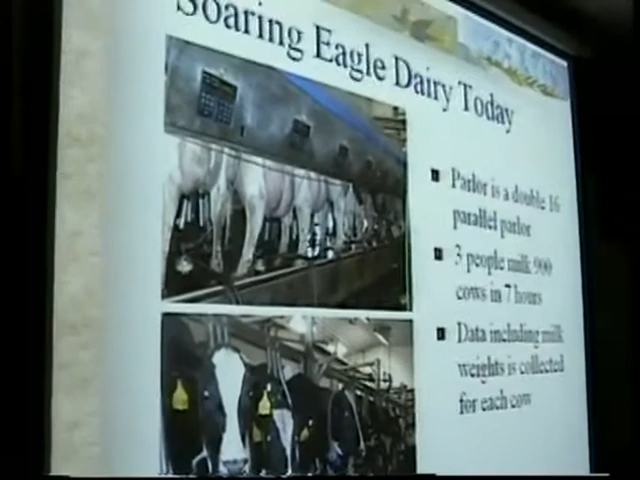 Soaring Eagle Dairy Today
Parlor is a double 16
parallel parlor
3 people milk 900
cows in 7 hours
Data including milk
weights is collected
for each cow